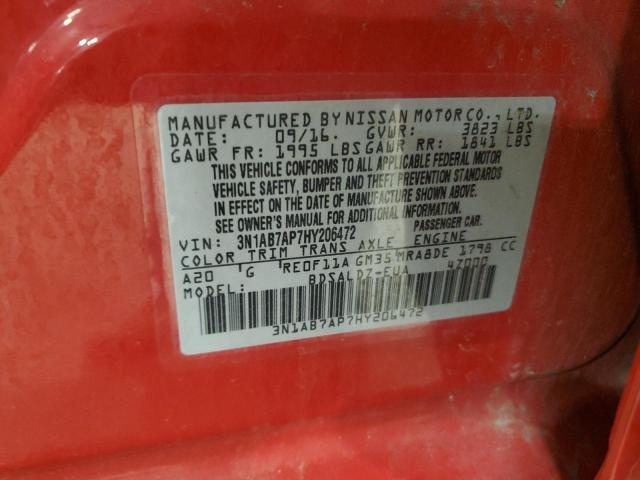 MANUFACTURED BY NISSAN MOTOR CO., LTD.
DATE: 09/16. GVWR: 3823 LBS
GAWR FR: 1995 LBS GAWR RR: 1841 LBS
THIS VEHICLE CONFORMS TO ALL APPLICABLE FEDERAL MOTOR
VEHICLE SAFETY, BUMPER AND THEFT PREVENTION STANDARDS
IN EFFECT ON THE DATE OF MANUFACTURE SHOWN ABOVE.
SEE OWNER'S MANUAL FOR ADDITIONAL INFORMATION.
VIN: 3N1AB7AP7HY206472 PASSENGER CAR.
COLOR TRIM TRANS AXLE ENGINE
A20 G RE0F11A GM35 MRA8DE 1798 CC
MODEL: BDSALDZ-EUA 47000
3N1AB7AP7HY206472